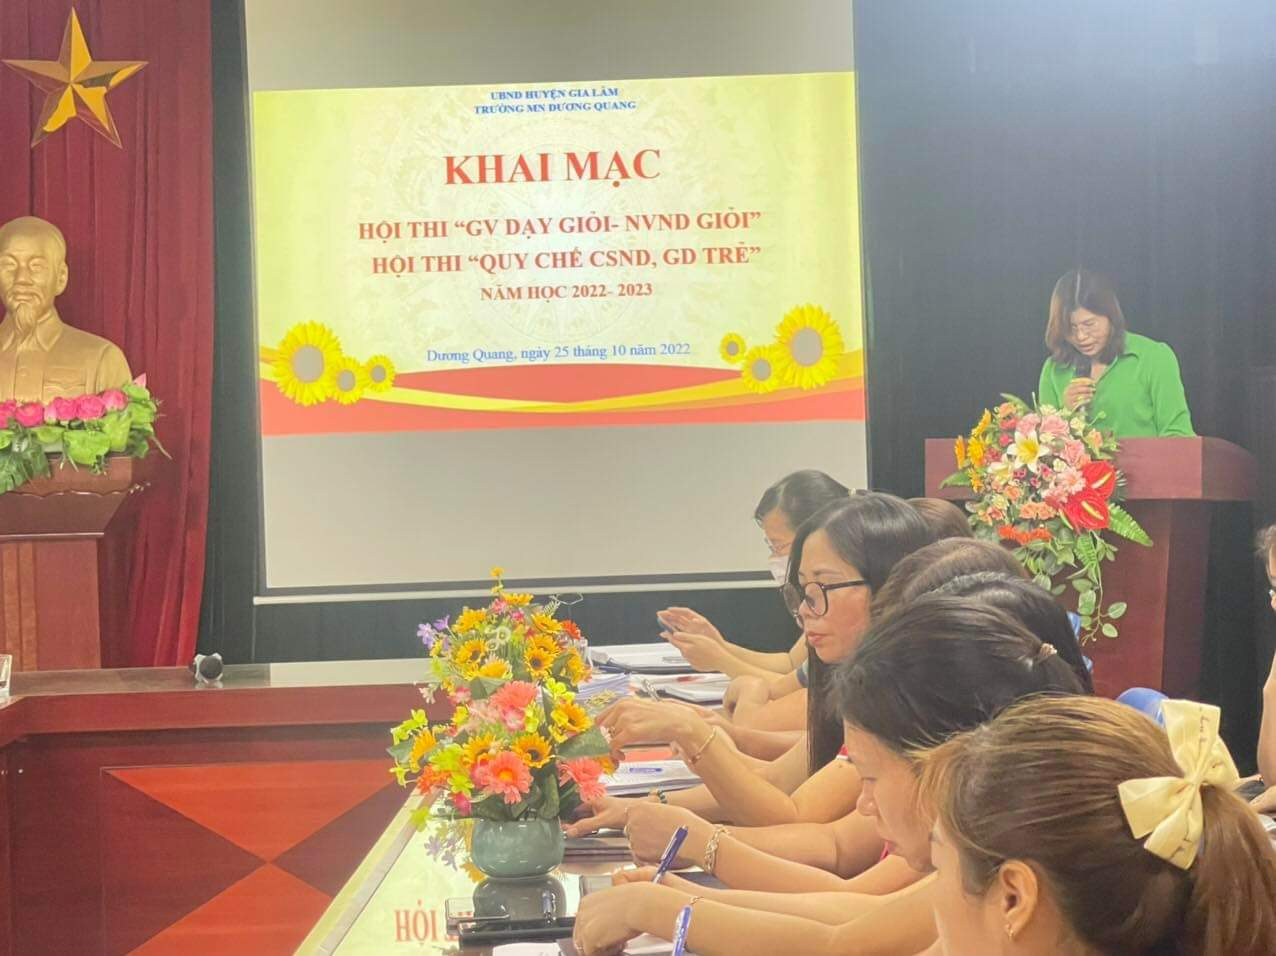 UBND HUYỆN GIA LÂM
TRƯỜNG MN DƯƠNG QUANG
KHAI MẠC
HỘI THI “GV DẠY GIỎI- NVND GIỎI”
HỘI THI “QUY CHẾ CSND, GD TRẺ”
NĂM HỌC 2022- 2023
Dương Quang, ngày 25 tháng 10 năm 2022
HỘI